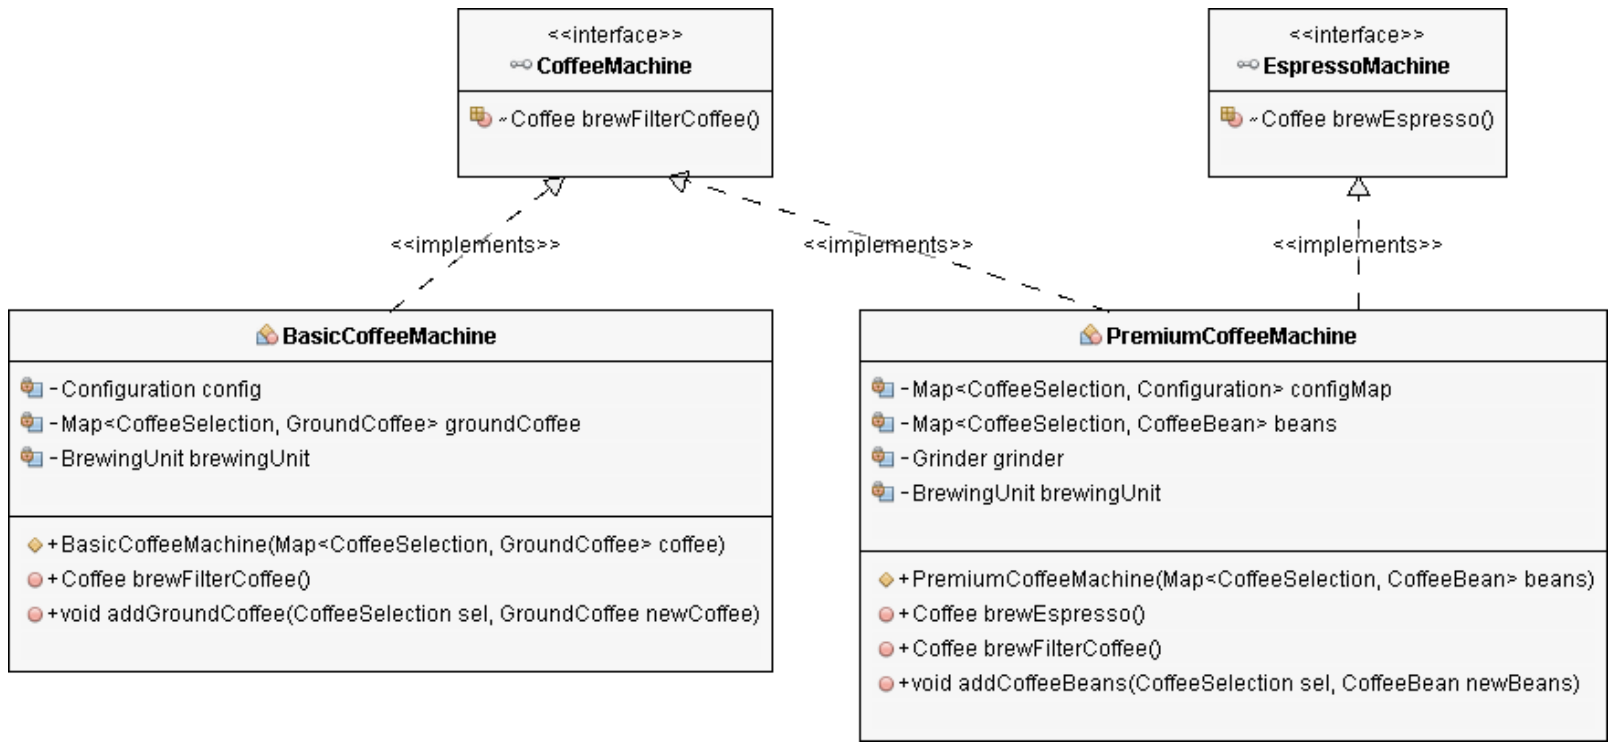 <<interface>>
CoffeeMachine
~Coffee brewFilterCoffee()
<<interface>>
EspressoMachine
~Coffee brewEspresso()
<<implements>>
<<implements>>
<<implements>>
BasicCoffeeMachine
-Configuration config
-Map<CoffeeSelection, GroundCoffee> groundCoffee
-BrewingUnit brewingUnit
+BasicCoffeeMachine(Map<CoffeeSelection, GroundCoffee> coffee)
+Coffee brewFilterCoffee()
+void addGroundCoffee(CoffeeSelection sel, GroundCoffee newCoffee)
PremiumCoffeeMachine
-Map<CoffeeSelection, Configuration> configMap
-Map<CoffeeSelection, CoffeeBean> beans
-Grinder grinder
-BrewingUnit brewingUnit
+PremiumCoffeeMachine(Map<CoffeeSelection, CoffeeBean> beans)
+Coffee brewEspresso()
+Coffee brewFilterCoffee()
+void addCoffeeBeans(CoffeeSelection sel, CoffeeBean newBeans)